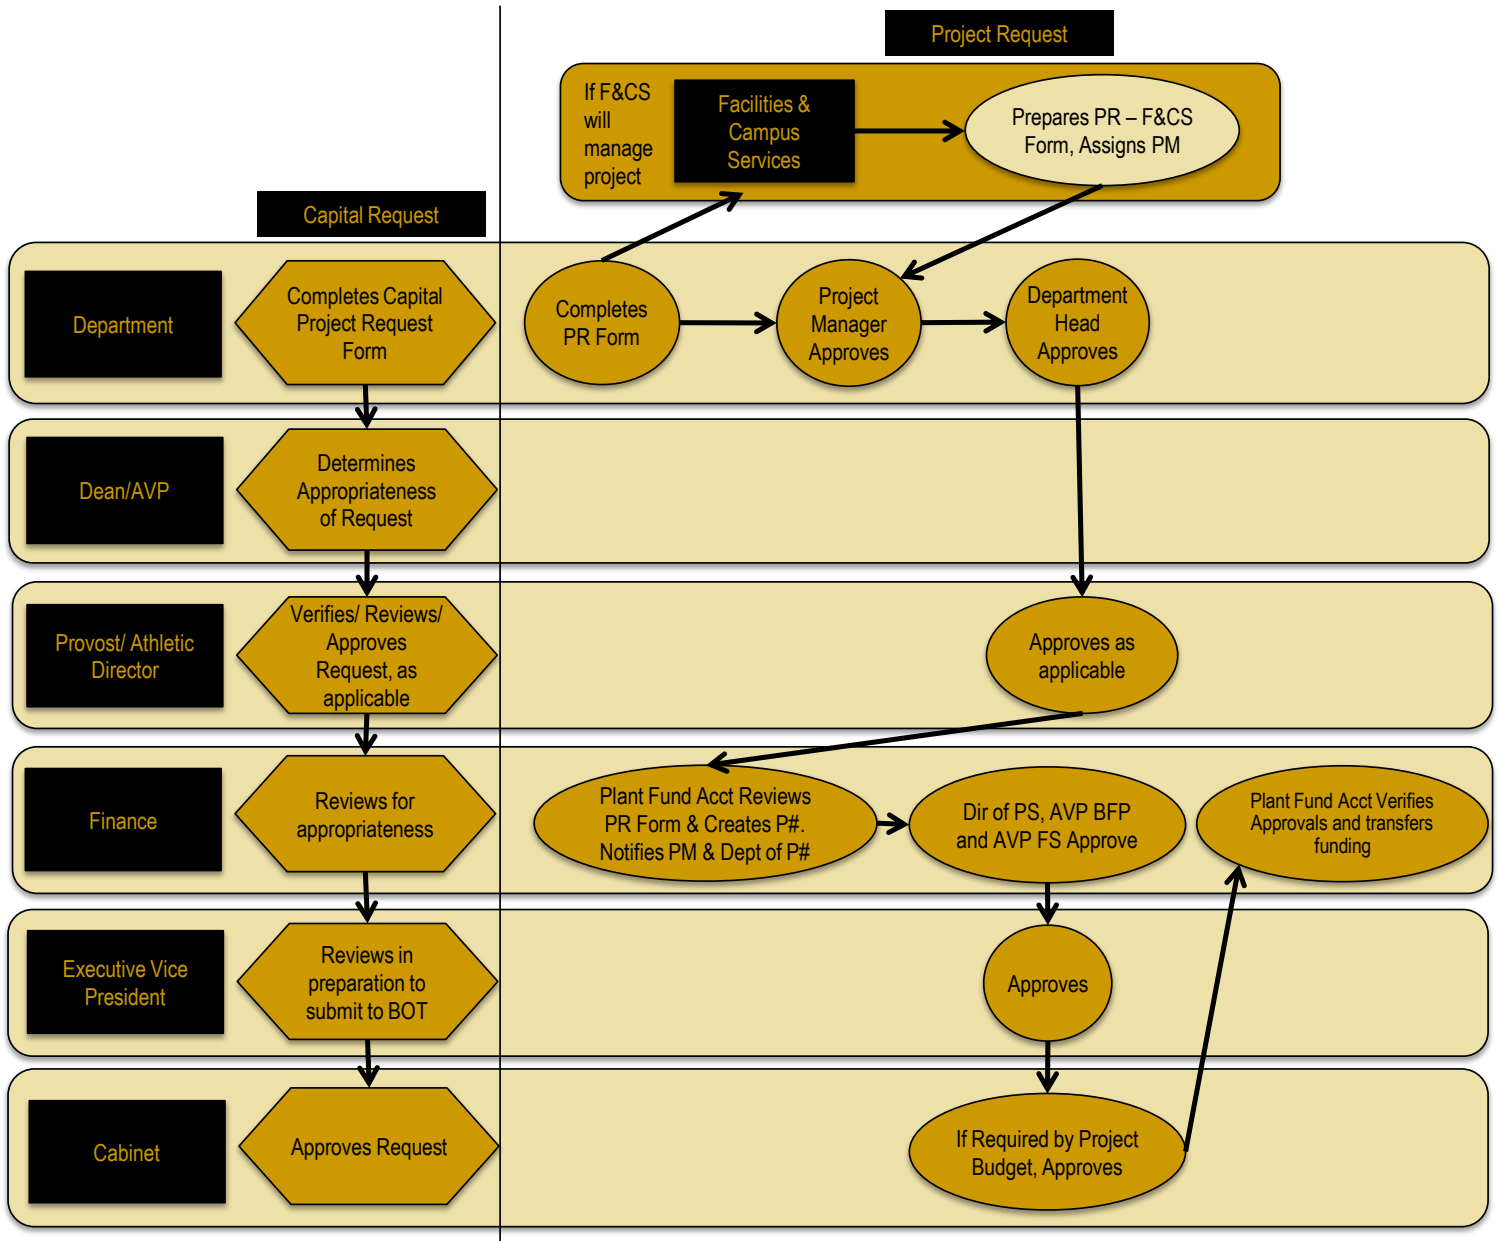 Project Request
If F&CS
will
manage
project
Facilities &
Campus
Services
Prepares PR – F&CS
Form, Assigns PM
Capital Request
Department
Completes Capital
Project Request
Form
Completes
PR Form
Project
Manager
Approves
Department
Head
Approves
Dean/AVP
Determines
Appropriateness
of Request
Provost/ Athletic
Director
Verifies/ Reviews/
Approves
Request, as
applicable
Approves as
applicable
Finance
Reviews for
appropriateness
Plant Fund Acct Reviews
PR Form & Creates P#.
Notifies PM & Dept of P#
Dir of PS, AVP BFP
and AVP FS Approve
Plant Fund Acct Verifies
Approvals and transfers
funding
Executive Vice
President
Reviews in
preparation to
submit to BOT
Approves
Cabinet
Approves Request
If Required by Project
Budget, Approves